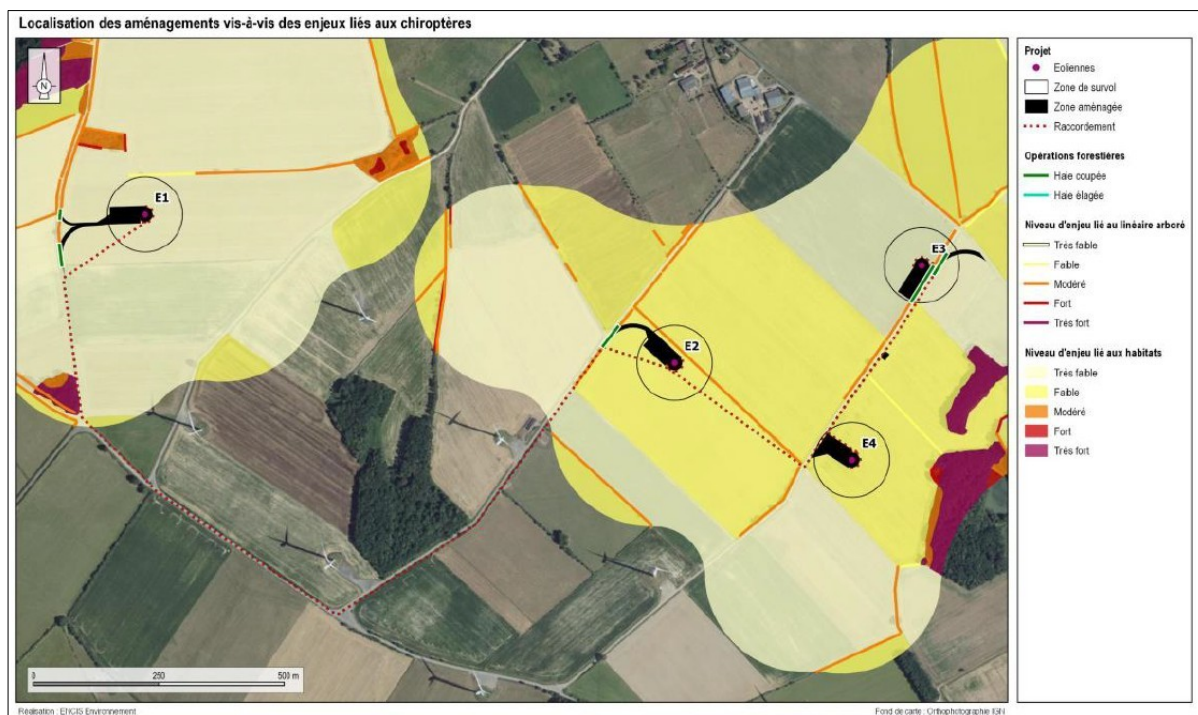 Localisation des aménagements vis-à-vis des enjeux liés aux chiroptères
N
E1
E2
E3
E4
0 250 500 m
Projet
Eoliennes
Zone de survol
Zone aménagée
Raccordement
Opérations forestières
Haie coupée
Haie élagée
Niveau d'enjeu lié au linéaire arboré
Très faible
Faible
Modéré
Fort
Très fort
Niveau d'enjeu lié aux habitats
Très faible
Faible
Modéré
Fort
Très fort
Réalisation : ENCIS Environnement
Fond de carte : Orthophotographie IGN